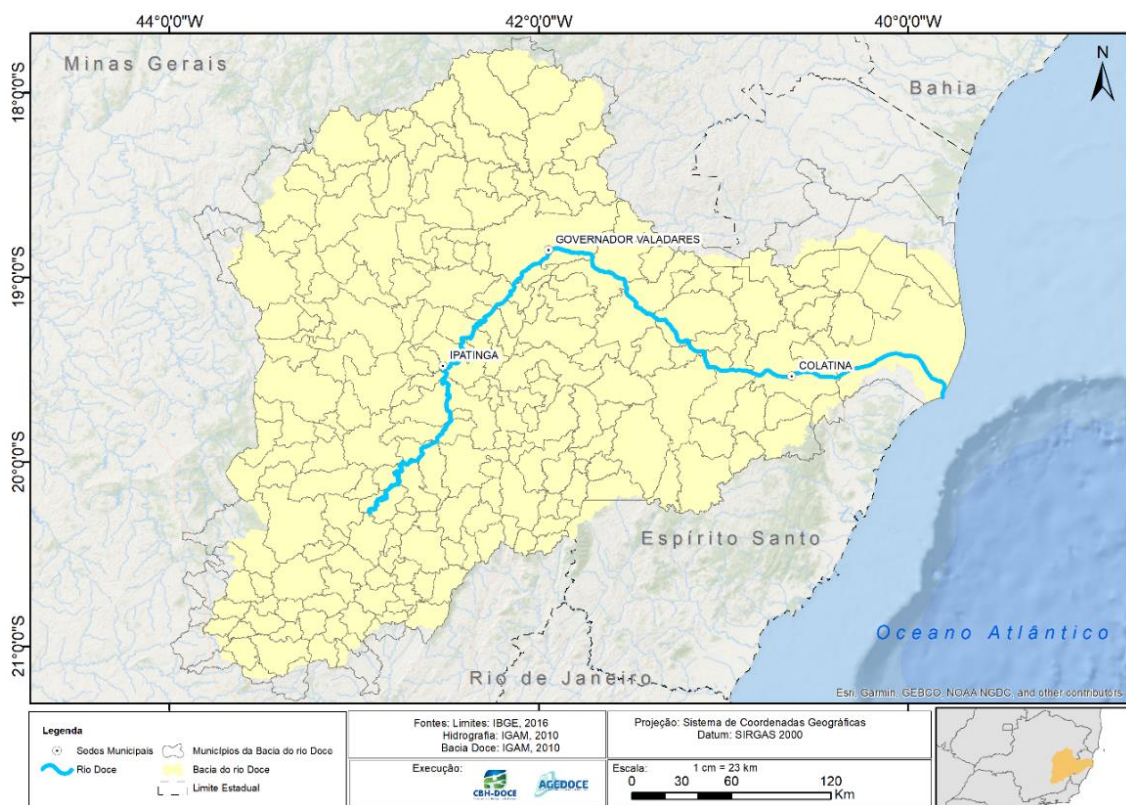 44°0'0"W
42°0'0"W
40°0'0"W
N
Minas Gerais
Bahia
18°0'0"S
GOVERNADOR VALADARES
19°0'0"S
IPATINGA
COLATINA
20°0'0"S
Espírito Santo
Oceano Atlântico
21°0'0"S
Rio de Janeiro
Esri, Garmin, GEBCO, NOAA NGDC, and other contributors
Legenda
Sodes Municipais
Municípios da Bacia do rio Doce
Rio Doce
Bacia do rio Doce
Limite Estadual
Fontes: Limites: IBGE, 2016
Hidrografia: IGAM, 2010
Bacia Doce: IGAM, 2010
Execução:
CBH-DOCE
AGEDOCE
Projeção: Sistema de Coordenadas Geográficas
Datum: SIRGAS 2000
Escala:
1 cm = 23 km
0 30 60 120
Km